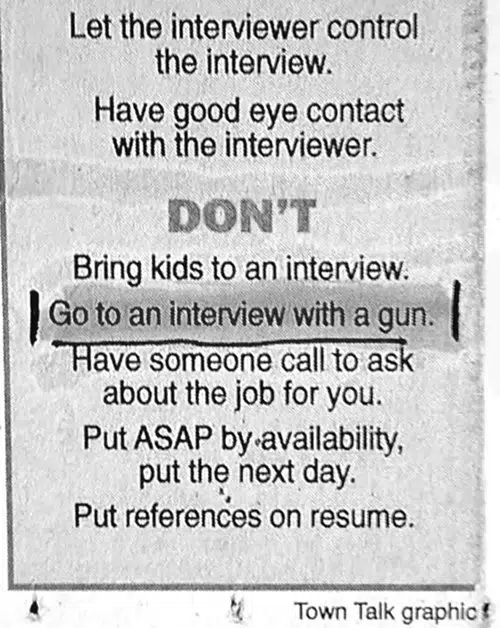 Let the interviewer control
the interview.
Have good eye contact
with the interviewer.
DON'T
Bring kids to an interview.
Go to an interview with a gun.
Have someone call to ask
about the job for you.
Put ASAP by availability,
put the next day.
Put references on resume.
Town Talk graphic